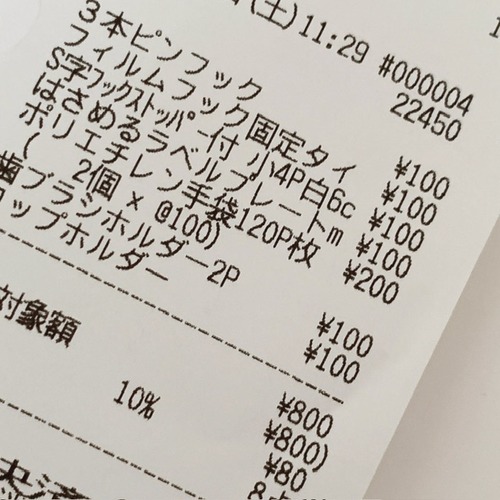 (土)11:29 #000004
22450
３本ピンフック ¥100
フィルムフック固定タイ ¥100
S字フックストッパー付 小4P白6c ¥100
はさめるラベルプレートm ¥100
ポリエチレン手袋120P枚 ¥200
( 2個 x @100)
歯ブラシホルダー2P ¥100
ップホルダー ¥100
対象額 ¥800
¥800)
10% ¥80